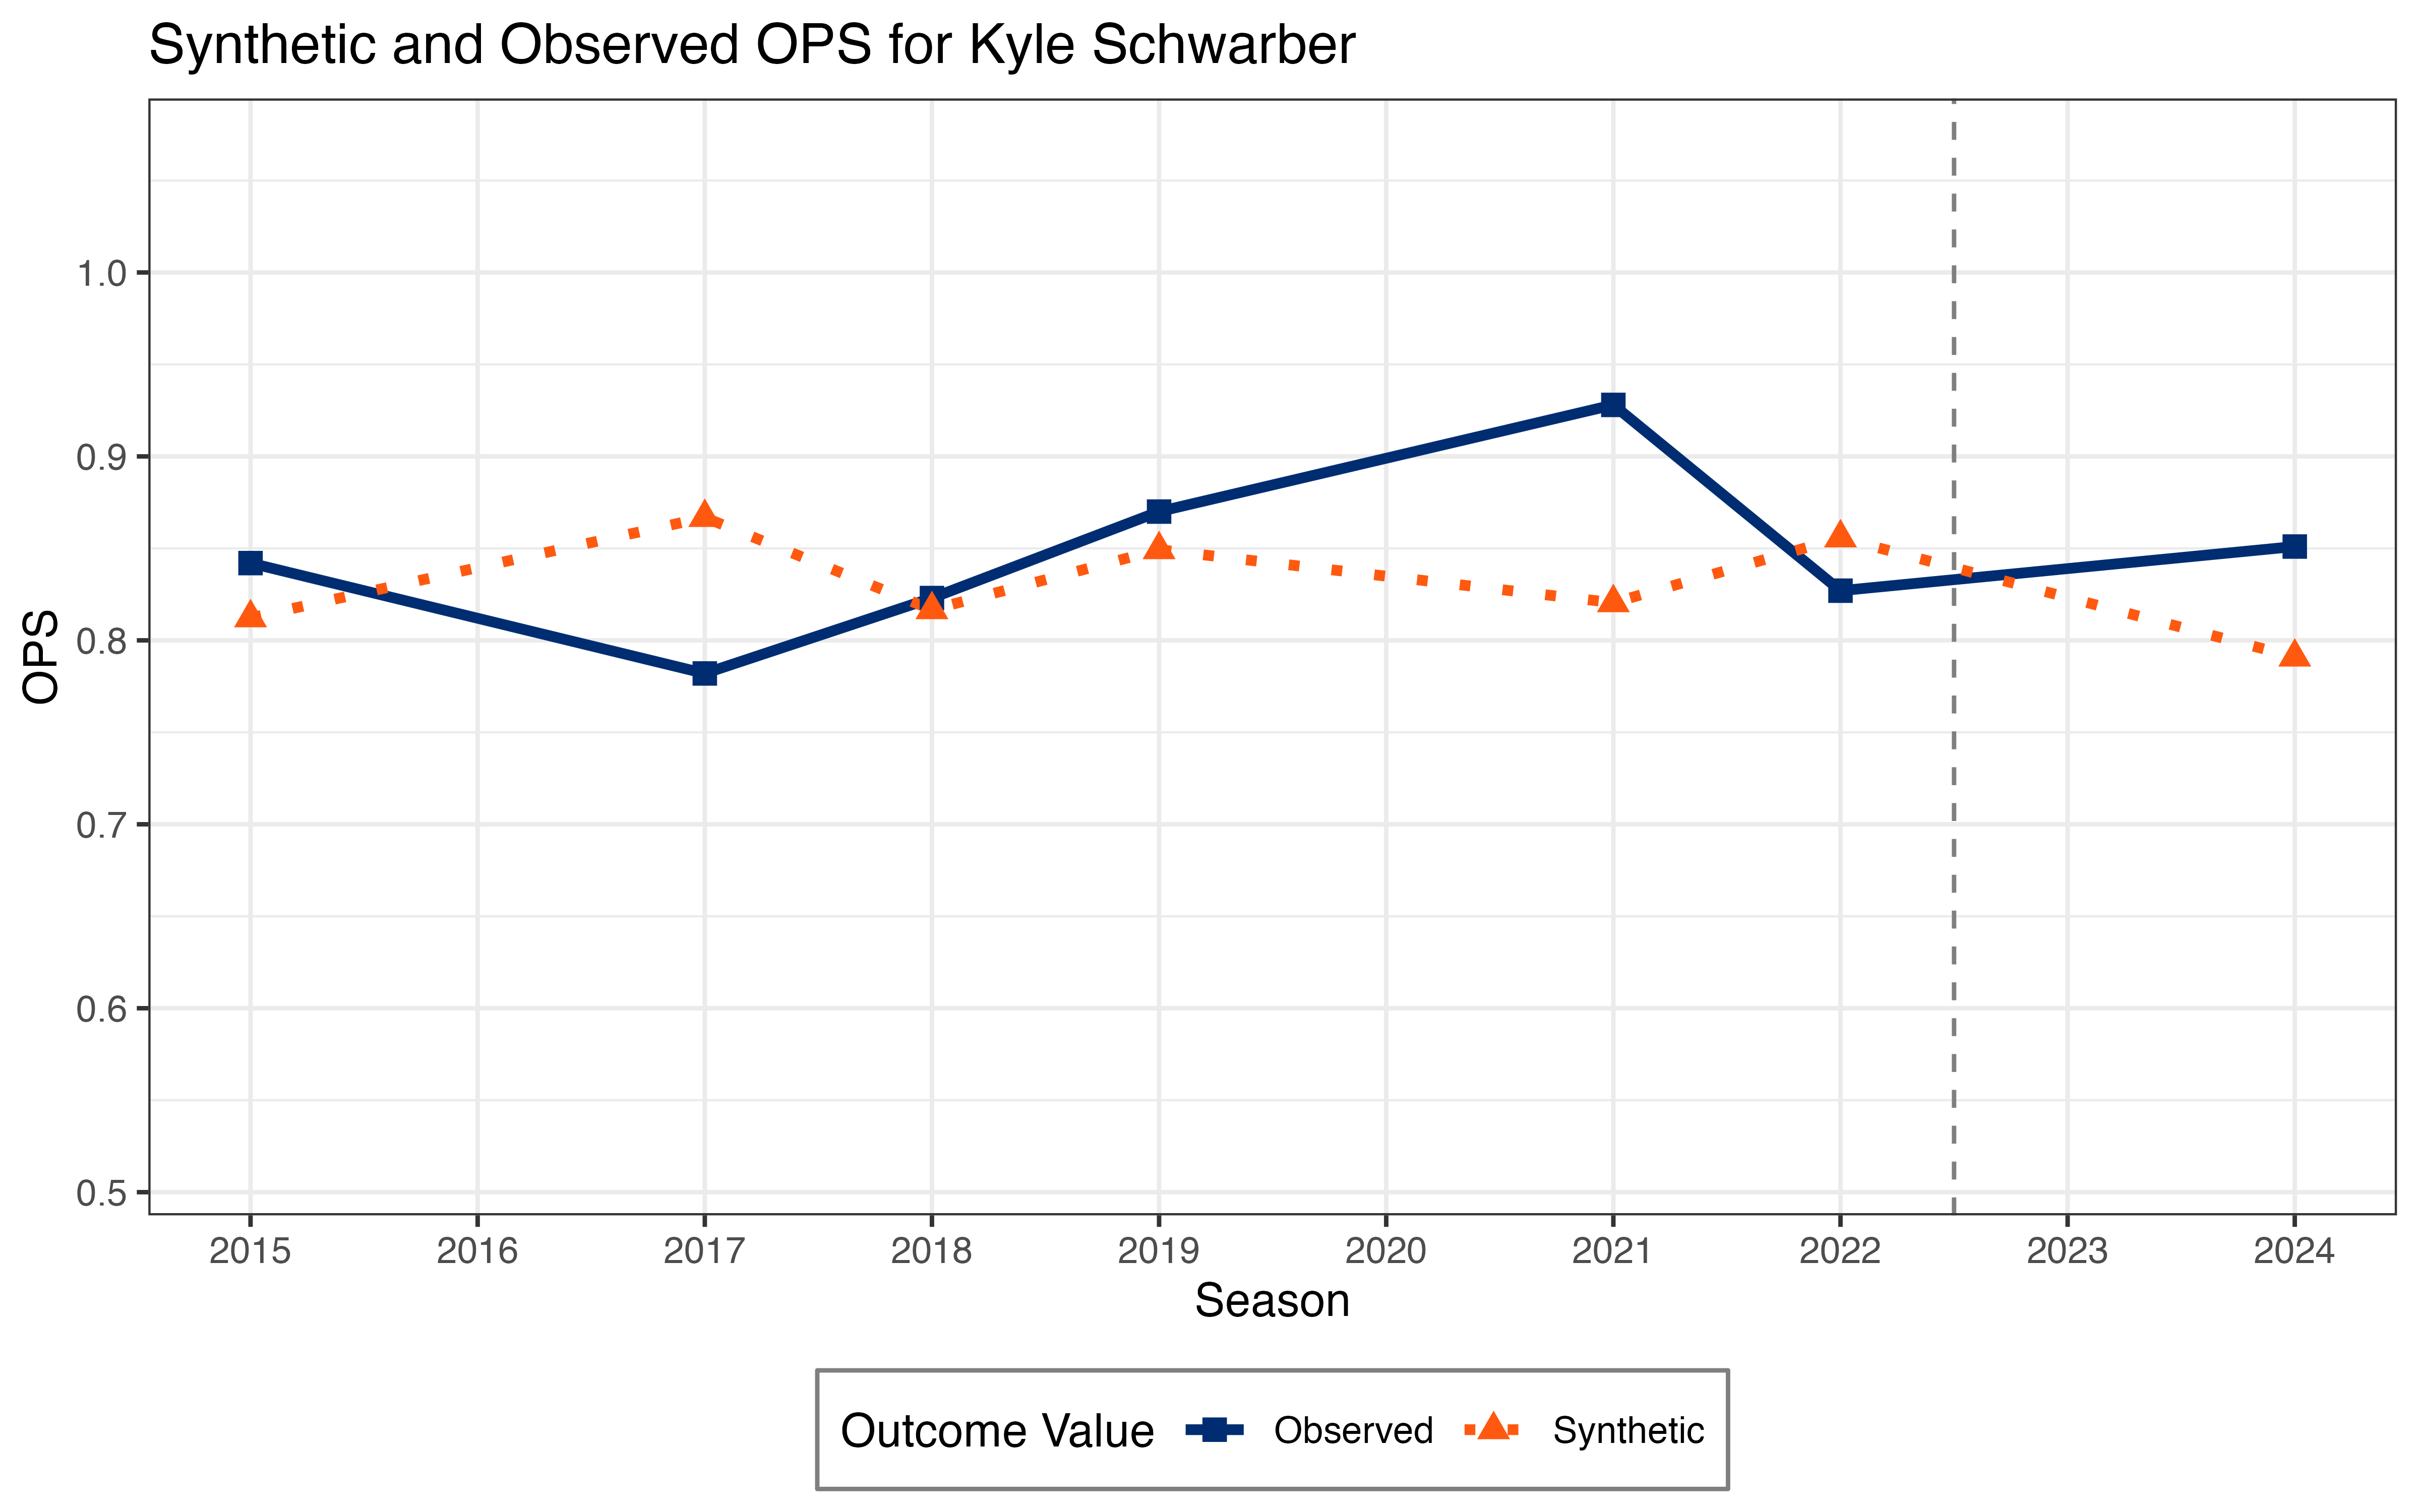 Synthetic and Observed OPS for Kyle Schwarber
OPS
1.0
0.9
0.8
0.7
0.6
0.5
2015 2016 2017 2018 2019 2020 2021 2022 2023 2024
Season
Outcome Value Observed Synthetic